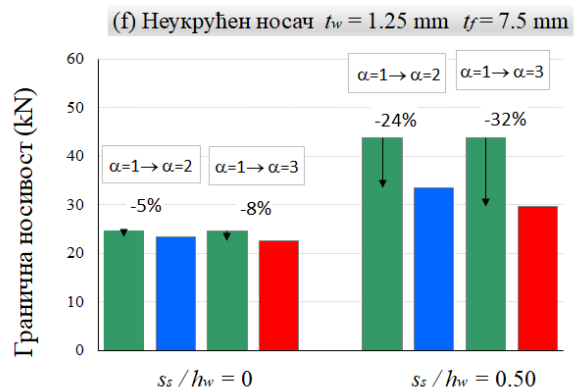 (f) Неукрућен носач tw = 1.25 mm tf = 7.5 mm
Гранична носивост (kN)
60
50
40
30
20
10
0
α=1→ α=2
-5%
α=1→ α=3
-8%
α=1→ α=2
-24%
α=1→ α=3
-32%
ss / hw = 0
ss / hw = 0.50